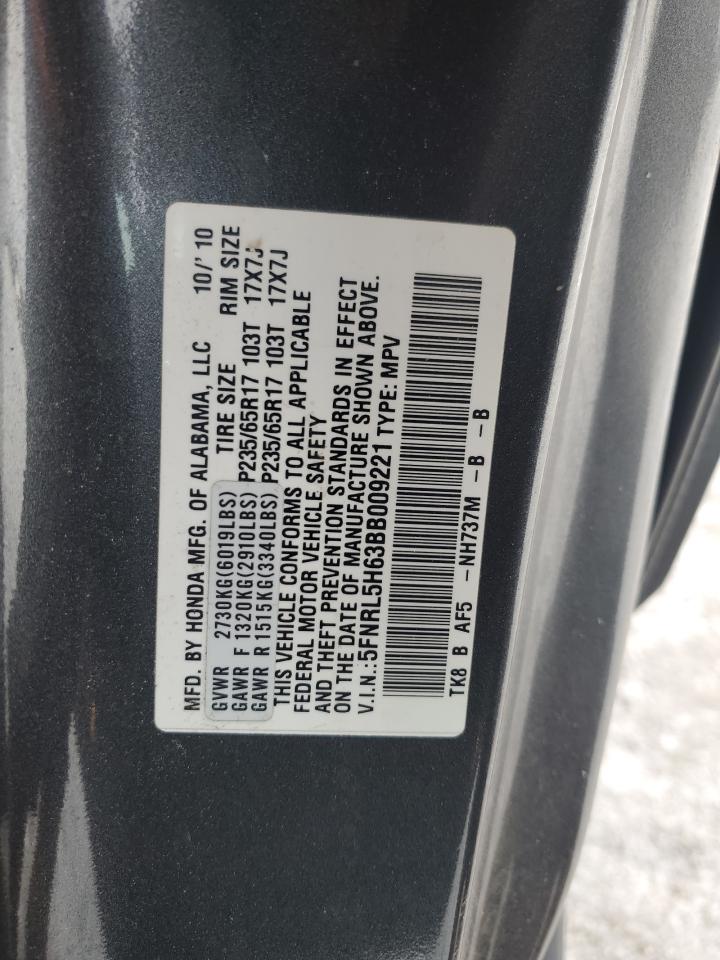 MFD. BY HONDA MFG. OF ALABAMA, LLC 10/'10
GVWR 2730KG(6019LBS) TIRE SIZE RIM SIZE
GAWR F 1320KG(2910LBS) P235/65R17 103T 17X7J
GAWR R 1515KG(3340LBS) P235/65R17 103T 17X7J
THIS VEHICLE CONFORMS TO ALL APPLICABLE
FEDERAL MOTOR VEHICLE SAFETY
AND THEFT PREVENTION STANDARDS IN EFFECT
ON THE DATE OF MANUFACTURE SHOWN ABOVE.
V.I.N.:5FNRL5H63BB009221 TYPE: MPV
TK8 B AF5 -NH737M -B -B